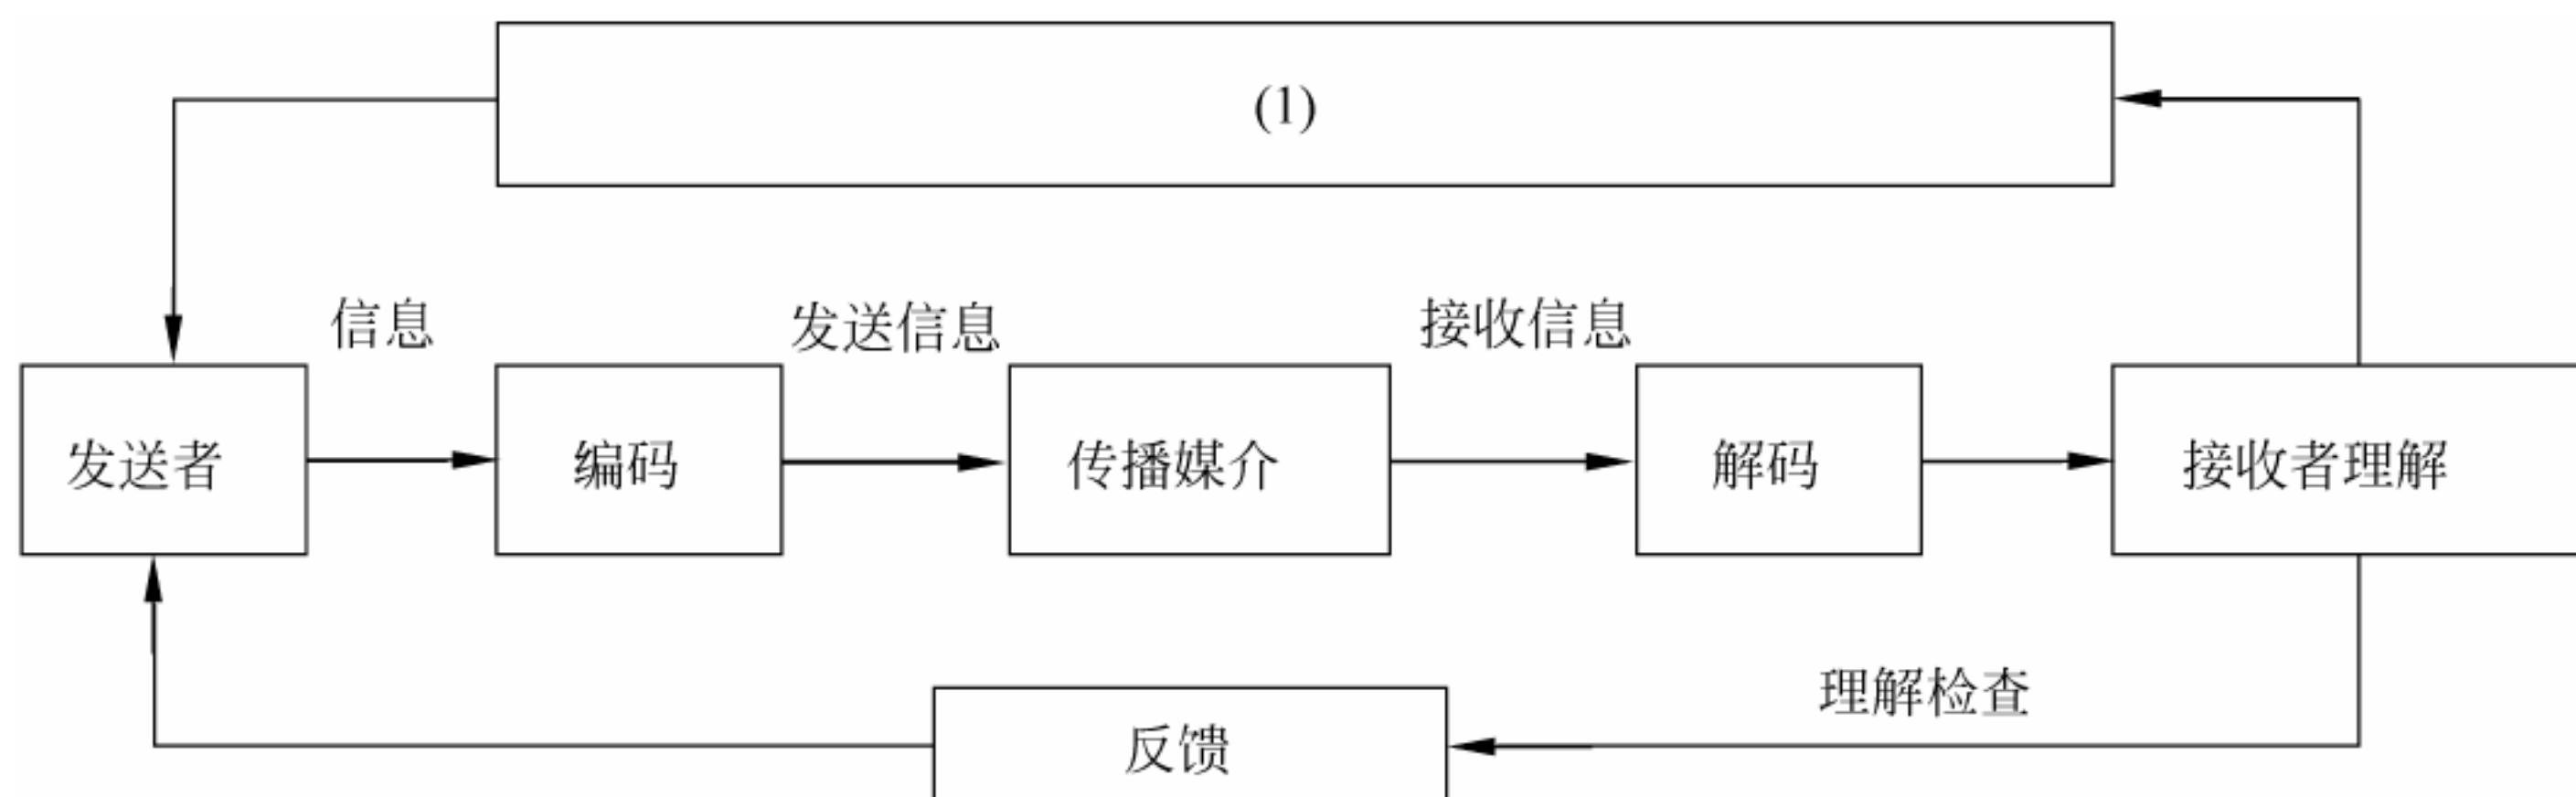 (1)
信息
发送信息
接收信息
发送者
编码
传播媒介
解码
接收者理解
理解检查
反馈